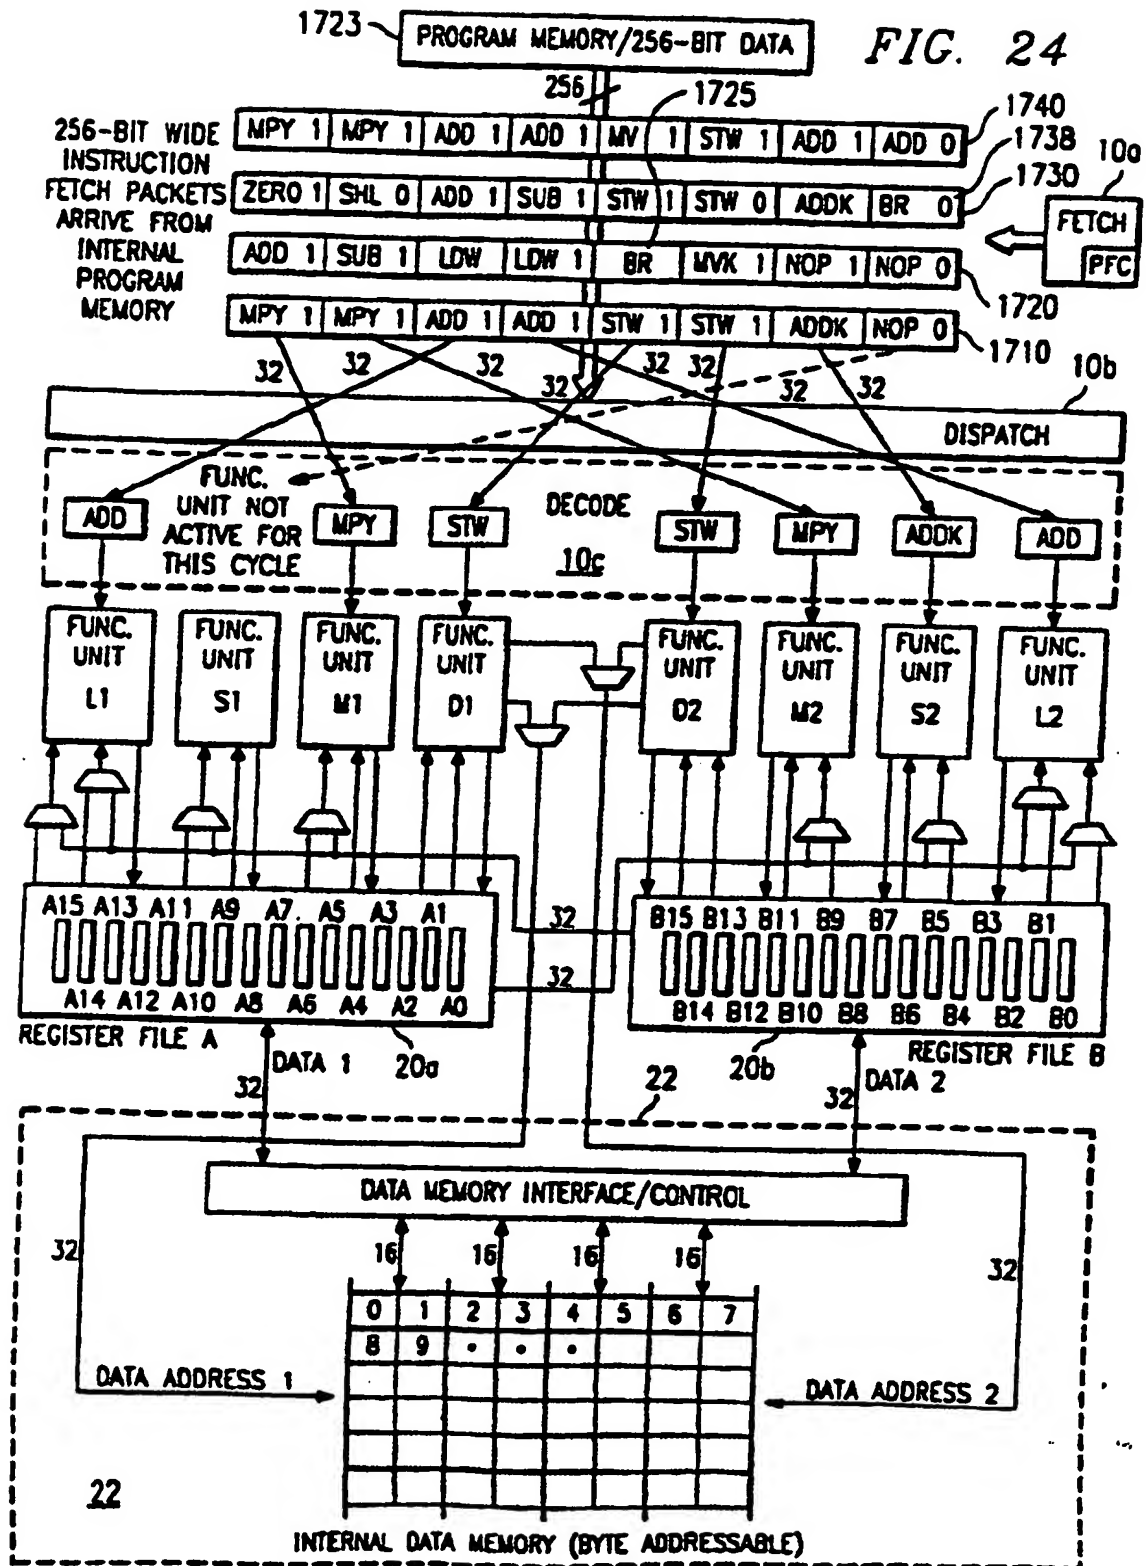 1723
PROGRAM MEMORY/256-BIT DATA
FIG. 24
256
1725
256-BIT WIDE
INSTRUCTION
FETCH PACKETS
ARRIVE FROM
INTERNAL
PROGRAM
MEMORY
MPY 1 MPY 1 ADD 1 ADD 1 MV 1 STW 1 ADD 1 ADD 0
1740
1738
ZERO 1 SHL 0 ADD 1 SUB 1 STW 1 STW 0 ADDK BR 0
1730
10a
FETCH
PFC
ADD 1 SUB 1 LDW LDW 1 BR MVK 1 NOP 1 NOP 0
1720
MPY 1 MPY 1 ADD 1 ADD 1 STW 1 STW 1 ADDK NOP 0
1710
32 32 32 32 32 32 32 32
10b
DISPATCH
FUNC.
UNIT NOT
ACTIVE FOR
THIS CYCLE
DECODE
10c
ADD MPY STW STW MPY ADDK ADD
FUNC. UNIT L1
FUNC. UNIT S1
FUNC. UNIT M1
FUNC. UNIT D1
FUNC. UNIT D2
FUNC. UNIT M2
FUNC. UNIT S2
FUNC. UNIT L2
A15 A13 A11 A9 A7 A5 A3 A1
A14 A12 A10 A8 A6 A4 A2 A0
32
32
B15 B13 B11 B9 B7 B5 B3 B1
B14 B12 B10 B8 B6 B4 B2 B0
REGISTER FILE A
20a
20b
REGISTER FILE B
DATA 1
32
22
DATA 2
32
DATA MEMORY INTERFACE/CONTROL
32
16 16 16 16
32
0 1 2 3 4 5 6 7
8 9 • • •
DATA ADDRESS 1
DATA ADDRESS 2
22
INTERNAL DATA MEMORY (BYTE ADDRESSABLE)